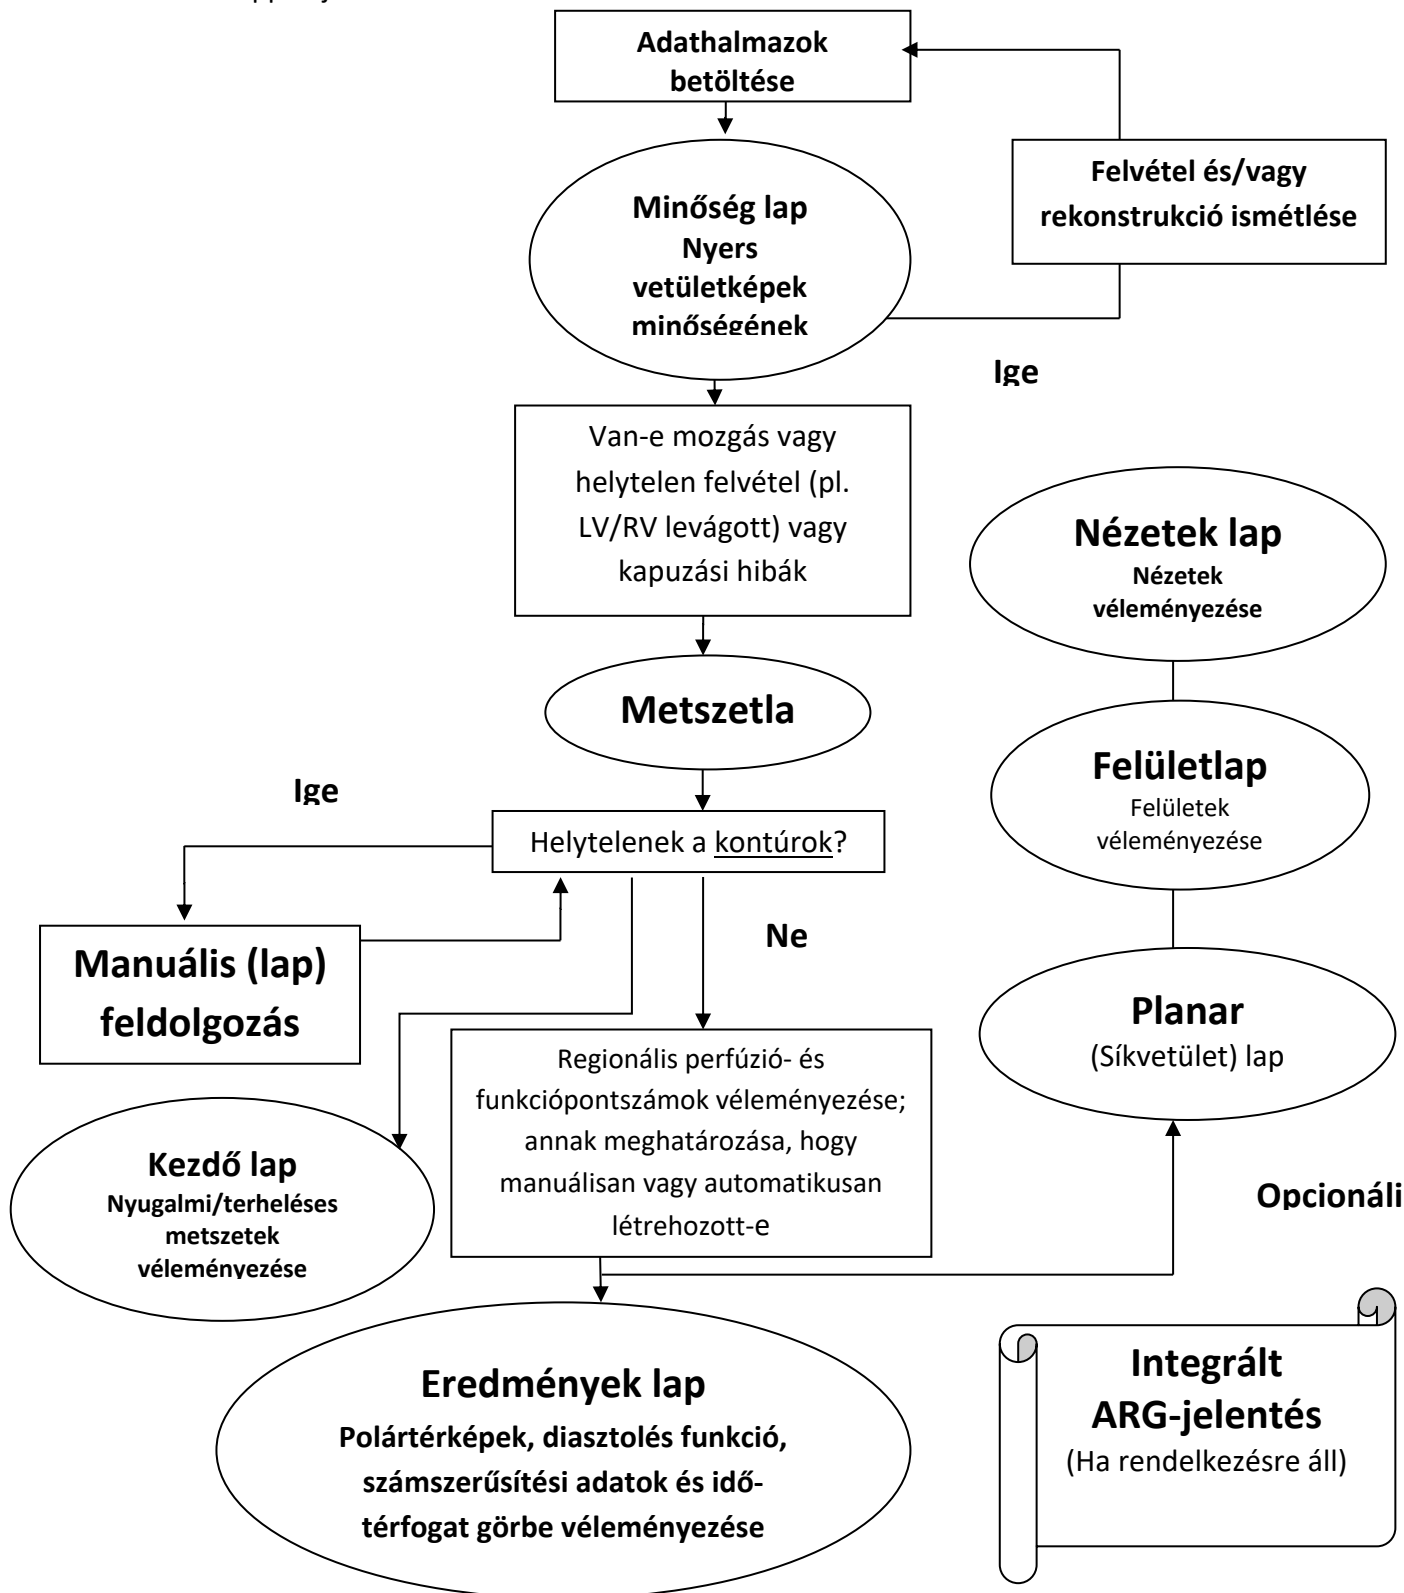 Adathalmazok
betöltése
Felvétel és/vagy
rekonstrukció ismétlése
Minőség lap
Nyers
vetületképek
minőségének
Ige
Van-e mozgás vagy
helytelen felvétel (pl.
LV/RV levágott) vagy
kapuzási hibák
Nézetek lap
Nézetek
véleményezése
Metszetla
Felületlap
Felületek
véleményezése
Ige
Helytelenek a kontúrok?
Ne
Manuális (lap)
feldolgozás
Planar
(Síkvetület) lap
Regionális perfúzió- és
funkciópontszámok véleményezése;
annak meghatározása, hogy
manuálisan vagy automatikusan
létrehozott-e
Kezdő lap
Nyugalmi/terheléses
metszetek
véleményezése
Opcionáli
Eredmények lap
Polártérképek, diasztolés funkció,
számszerűsítési adatok és idő-
térfogat görbe véleményezése
Integrált
ARG-jelentés
(Ha rendelkezésre áll)